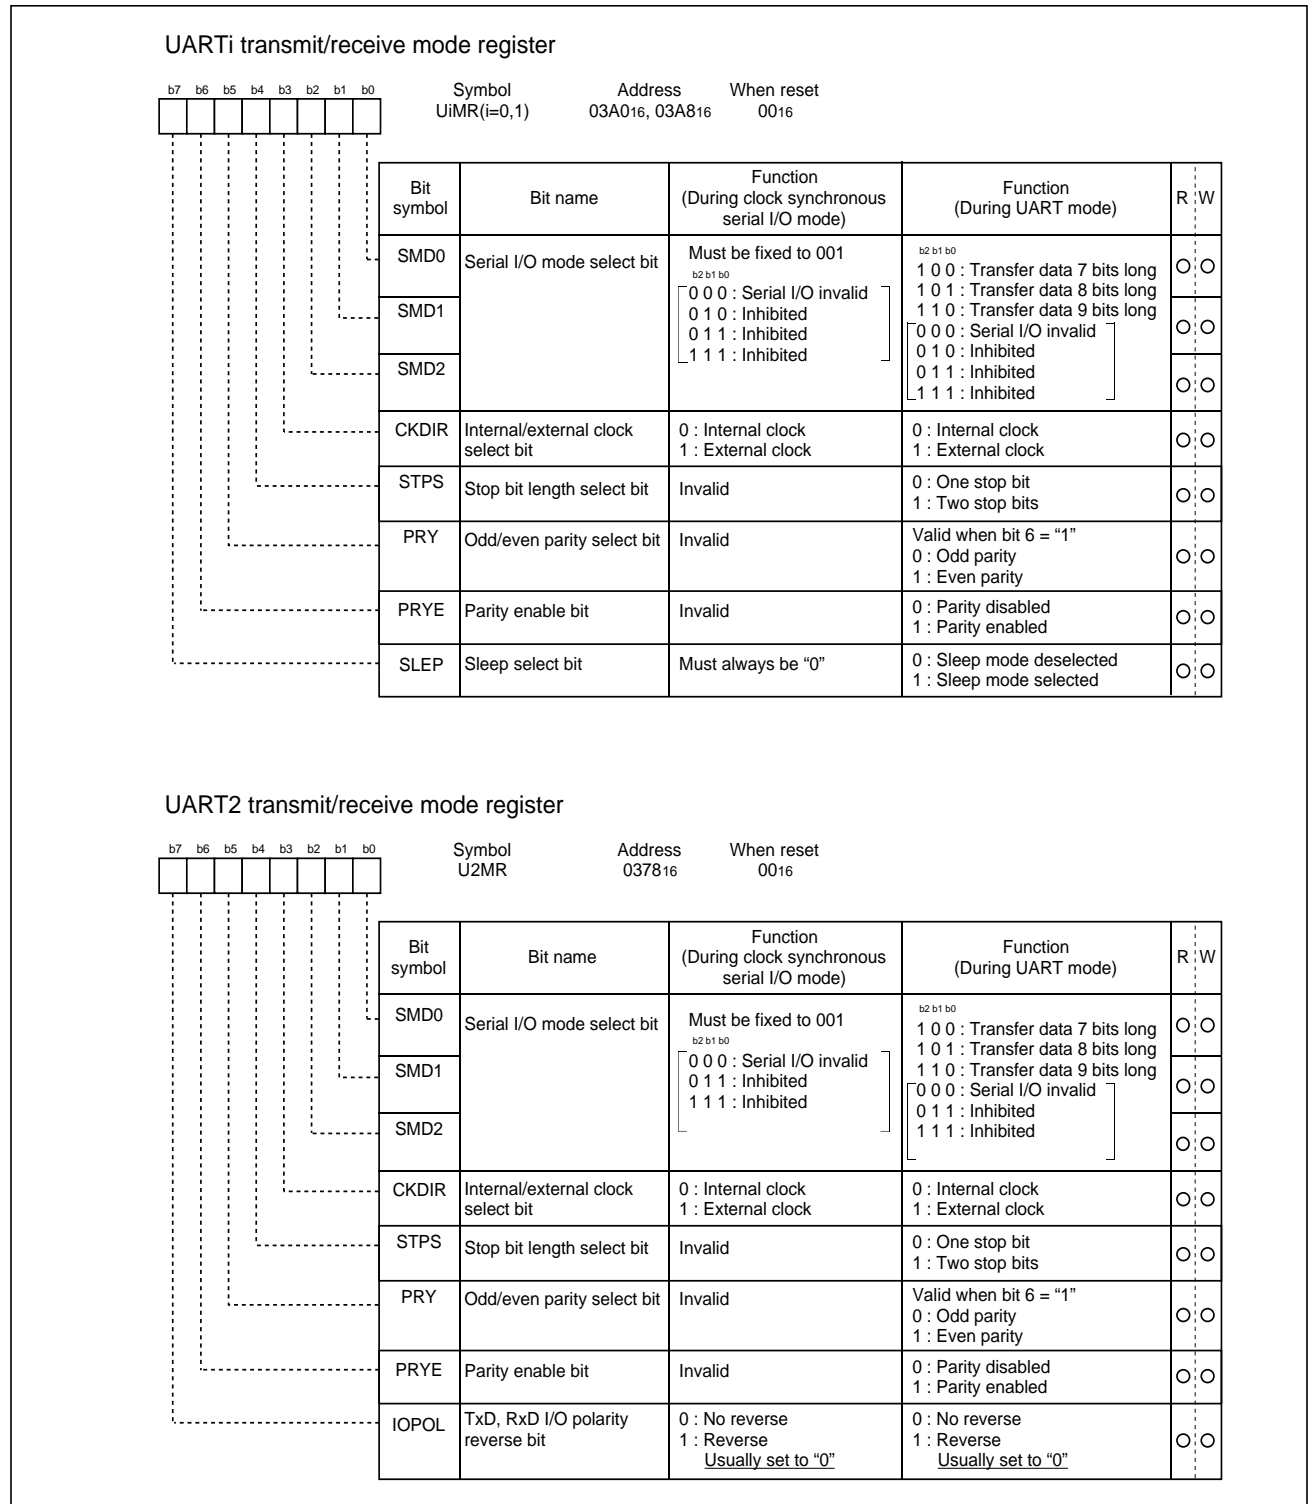 UARTi transmit/receive mode register
b7 b6 b5 b4 b3 b2 b1 b0
Symbol Address When reset
UiMR(i=0,1) 03A016, 03A816 0016
Bit symbol Bit name Function (During clock synchronous serial I/O mode) Function (During UART mode) R W
SMD0 Serial I/O mode select bit
SMD1
SMD2
Must be fixed to 001
b2 b1 b0
0 0 0 : Serial I/O invalid
0 1 0 : Inhibited
0 1 1 : Inhibited
1 1 1 : Inhibited
b2 b1 b0
1 0 0 : Transfer data 7 bits long
1 0 1 : Transfer data 8 bits long
1 1 0 : Transfer data 9 bits long
0 0 0 : Serial I/O invalid
0 1 0 : Inhibited
0 1 1 : Inhibited
1 1 1 : Inhibited
CKDIR Internal/external clock select bit
0 : Internal clock
1 : External clock
0 : Internal clock
1 : External clock
STPS Stop bit length select bit Invalid
0 : One stop bit
1 : Two stop bits
PRY Odd/even parity select bit Invalid
Valid when bit 6 = “1”
0 : Odd parity
1 : Even parity
PRYE Parity enable bit Invalid
0 : Parity disabled
1 : Parity enabled
SLEP Sleep select bit Must always be “0”
0 : Sleep mode deselected
1 : Sleep mode selected
UART2 transmit/receive mode register
b7 b6 b5 b4 b3 b2 b1 b0
Symbol Address When reset
U2MR 037816 0016
Bit symbol Bit name Function (During clock synchronous serial I/O mode) Function (During UART mode) R W
SMD0 Serial I/O mode select bit
SMD1
SMD2
Must be fixed to 001
b2 b1 b0
0 0 0 : Serial I/O invalid
0 1 1 : Inhibited
1 1 1 : Inhibited
b2 b1 b0
1 0 0 : Transfer data 7 bits long
1 0 1 : Transfer data 8 bits long
1 1 0 : Transfer data 9 bits long
0 0 0 : Serial I/O invalid
0 1 1 : Inhibited
1 1 1 : Inhibited
CKDIR Internal/external clock select bit
0 : Internal clock
1 : External clock
0 : Internal clock
1 : External clock
STPS Stop bit length select bit Invalid
0 : One stop bit
1 : Two stop bits
PRY Odd/even parity select bit Invalid
Valid when bit 6 = “1”
0 : Odd parity
1 : Even parity
PRYE Parity enable bit Invalid
0 : Parity disabled
1 : Parity enabled
IOPOL TxD, RxD I/O polarity reverse bit
0 : No reverse
1 : Reverse
Usually set to “0”
0 : No reverse
1 : Reverse
Usually set to “0”